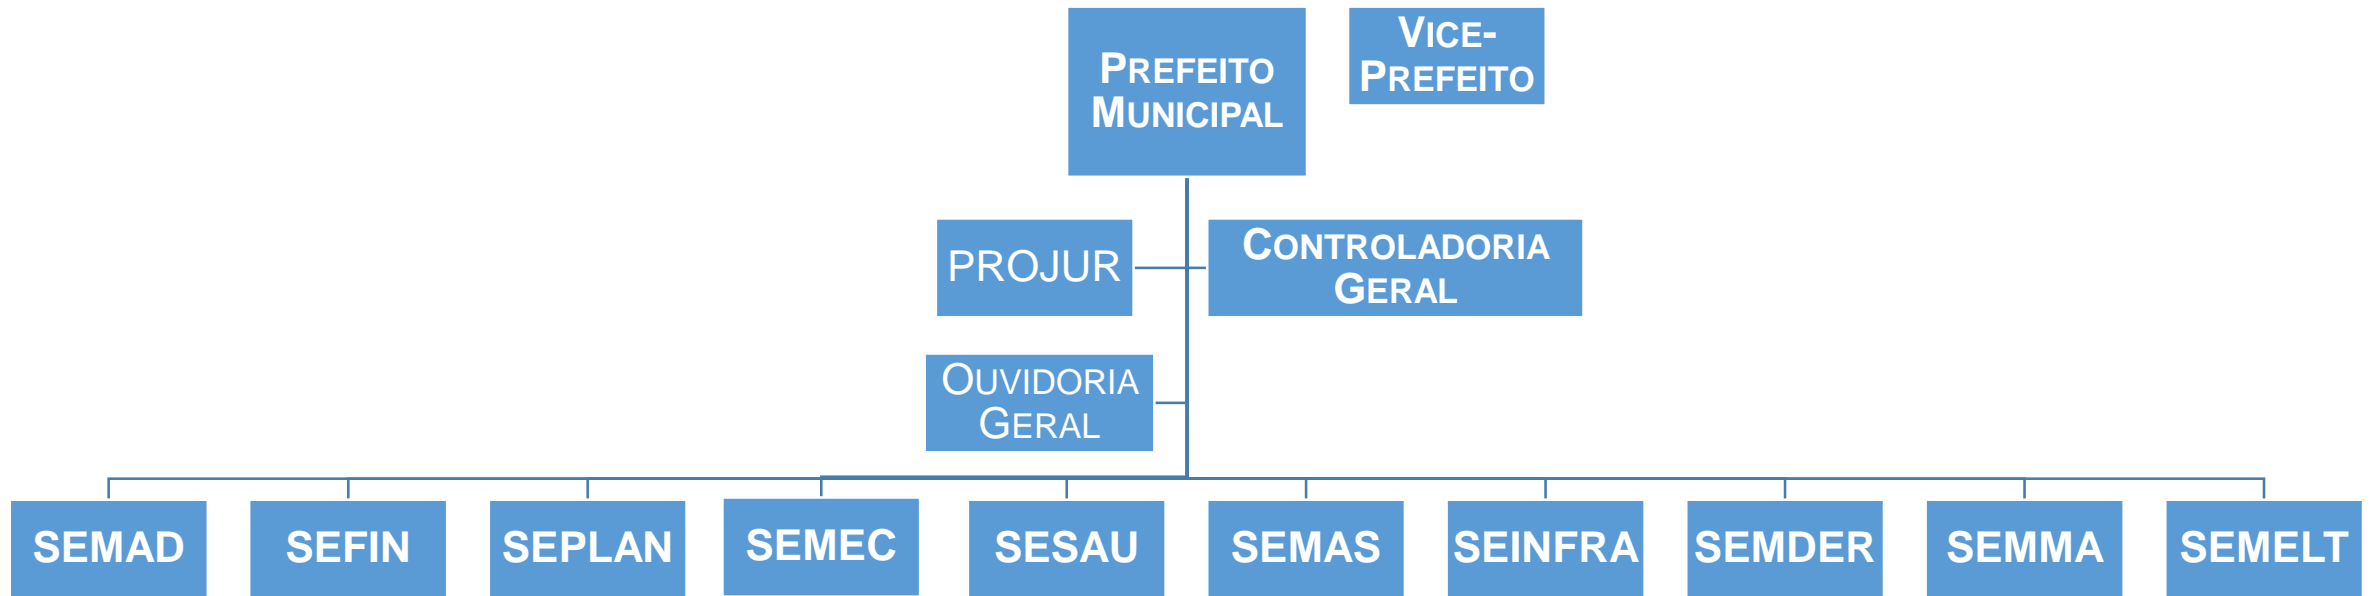 PREFEITO
MUNICIPAL
VICE-
PREFEITO
PROJUR
CONTROLADORIA
GERAL
OUVIDORIA
GERAL
SEMAD
SEFIN
SEPLAN
SEMEC
SESAU
SEMAS
SEINFRA
SEMDER
SEMMA
SEMELT